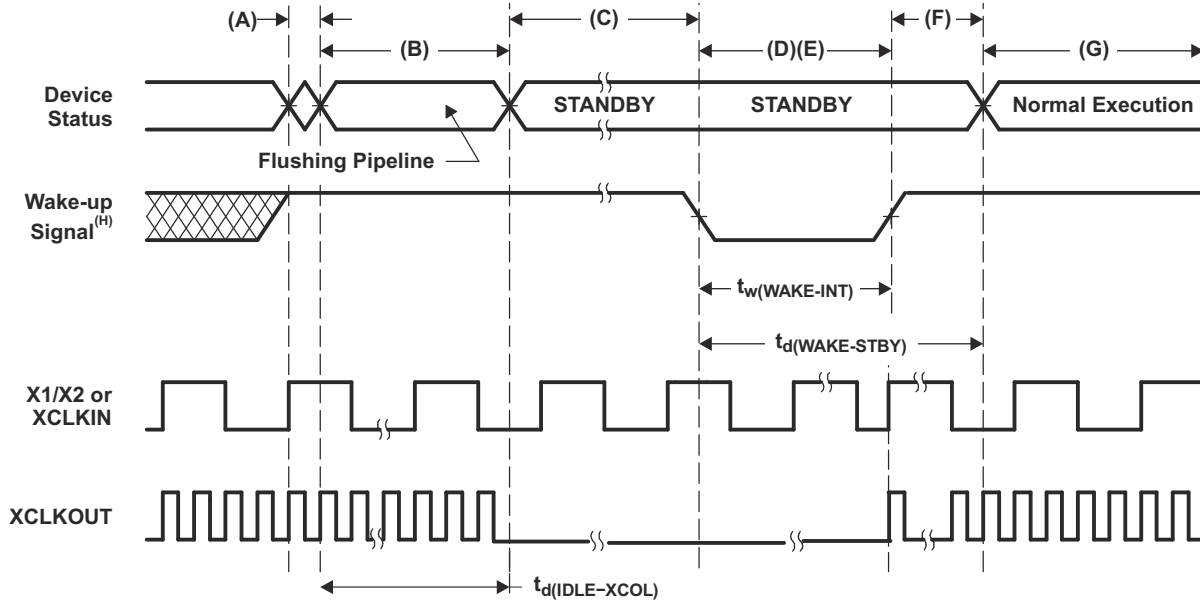 (A)
(C)
(F)
(B)
(D)(E)
(G)
Device
Status
STANDBY
STANDBY
Normal Execution
Flushing Pipeline
Wake-up
Signal(H)
tw(WAKE-INT)
td(WAKE-STBY)
X1/X2 or
XCLKIN
XCLKOUT
td(IDLE−XCOL)